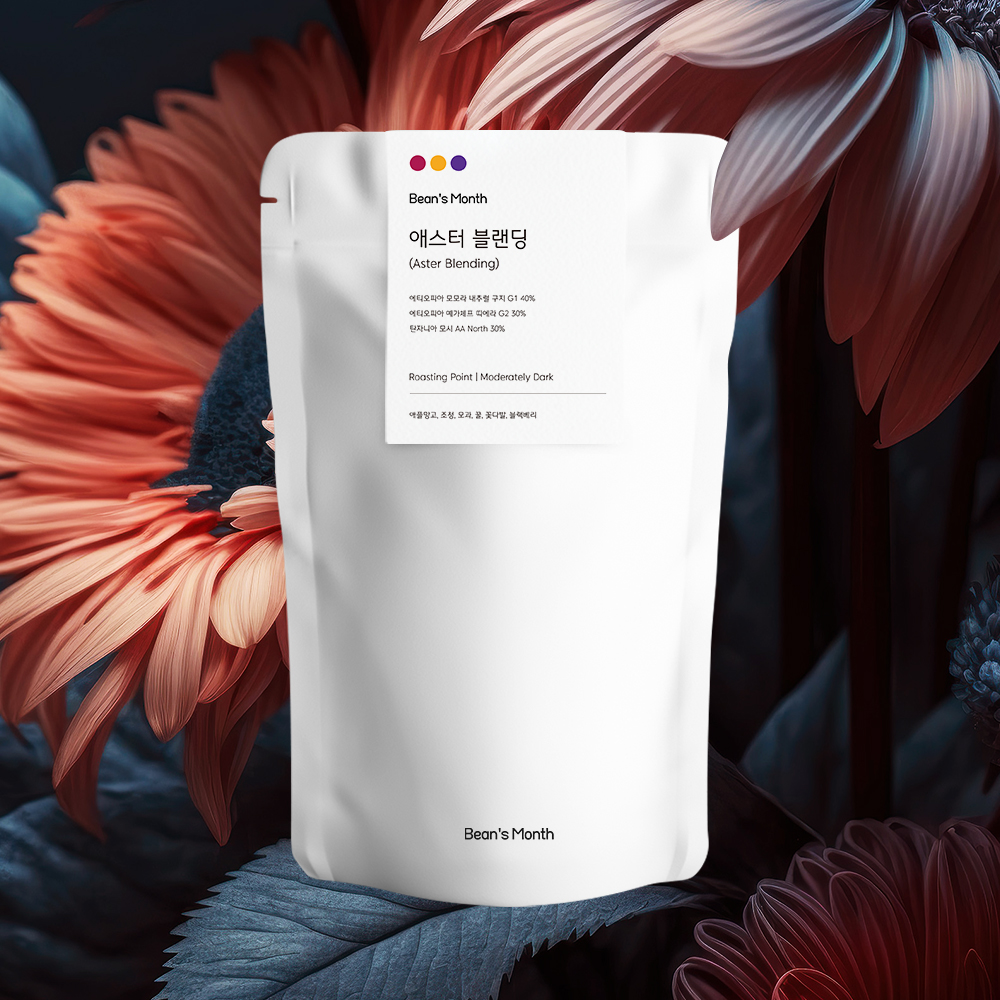 Bean's Month
애스터 블랜딩
(Aster Blending)
에티오피아 모모라 내추럴 구지 G1 40%
에티오피아 예가체프 띠에라 G2 30%
탄자니아 모시 AA North 30%
Roasting Point | Moderately Dark
애플망고, 조청, 모과, 꿀, 꽃다발, 블랙베리
Bean's Month